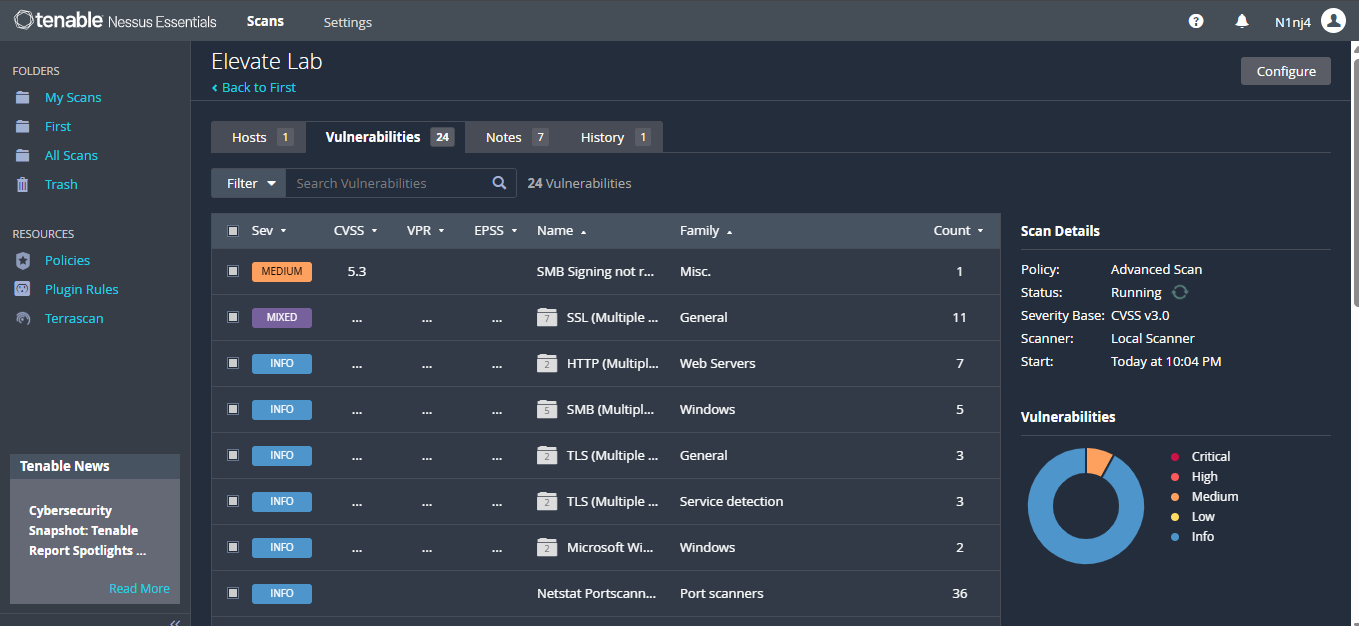 tenable Nessus Essentials Scans Settings N1nj4
FOLDERS
My Scans
First
All Scans
Trash
RESOURCES
Policies
Plugin Rules
Terrascan
Tenable News
Cybersecurity
Snapshot: Tenable
Report Spotlights ...
Read More
Elevate Lab
Back to First
Configure
Hosts 1 Vulnerabilities 24 Notes 7 History 1
Filter Search Vulnerabilities 24 Vulnerabilities
Sev CVSS VPR EPSS Name Family Count
MEDIUM 5.3 SMB Signing not r... Misc. 1
MIXED ... ... ... 7 SSL (Multiple ... General 11
INFO ... ... ... 2 HTTP (Multipl... Web Servers 7
INFO ... ... ... 5 SMB (Multipl... Windows 5
INFO ... ... ... 2 TLS (Multiple ... General 3
INFO ... ... ... 2 TLS (Multiple ... Service detection 3
INFO ... ... ... 2 Microsoft Wi... Windows 2
INFO Netstat Portscann... Port scanners 36
Scan Details
Policy: Advanced Scan
Status: Running
Severity Base: CVSS v3.0
Scanner: Local Scanner
Start: Today at 10:04 PM
Vulnerabilities
Critical
High
Medium
Low
Info